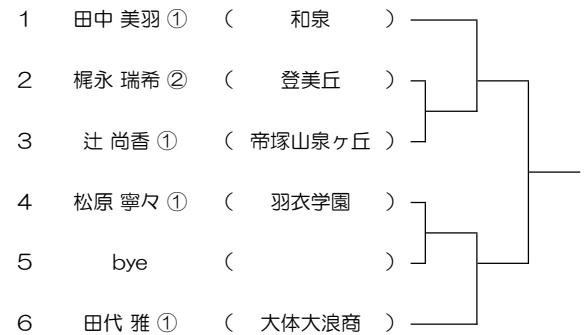 1 田中 美羽 ① ( 和泉 )
2 梶永 瑞希 ② ( 登美丘 )
3 辻 尚香 ① ( 帝塚山泉ヶ丘 )
4 松原 寧々 ① ( 羽衣学園 )
5 bye ( )
6 田代 雅 ① ( 大体大浪商 )